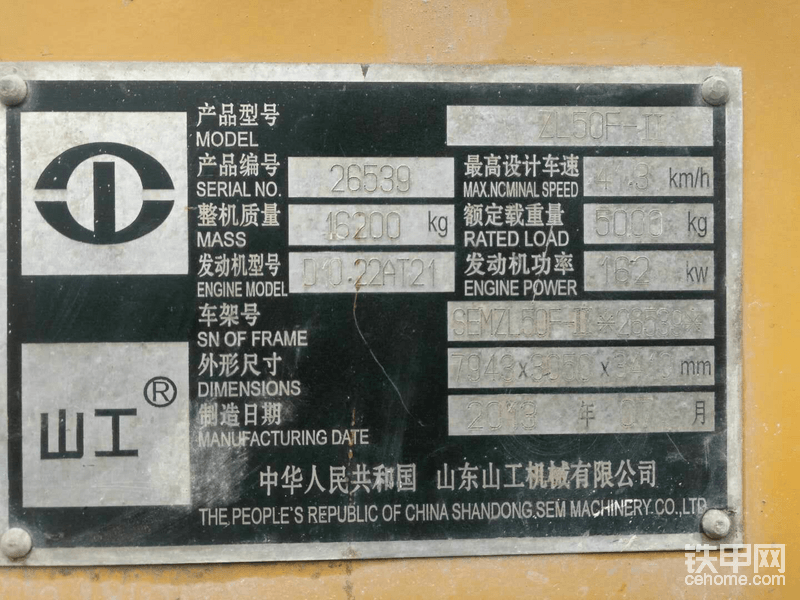 产品型号
MODEL ZL50F-II
产品编号 26539 最高设计车速 km/h
SERIAL NO. MAX.NCMINAL SPEED
整机质量 16200 kg 额定载重量 5000 kg
MASS RATED LOAD
发动机型号 发动机功率 162 kw
ENGINE MODEL ENGINE POWER
车架号
SN OF FRAME
外形尺寸 mm
DIMENSIONS
制造日期 年 月
MANUFACTURING DATE
山工 ®
中华人民共和国 山东山工机械有限公司
THE PEOPLE'S REPUBLIC OF CHINA SHANDONG SEM MACHINERY CO.,LTD
铁甲网
cehome.com